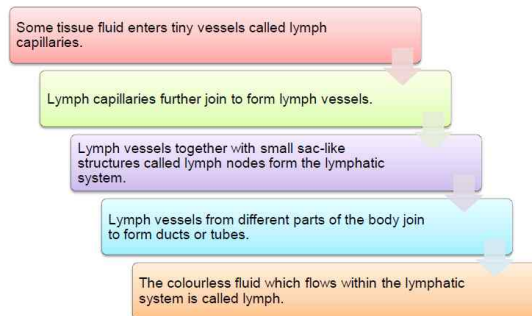 Some tissue fluid enters tiny vessels called lymph
capillaries.
Lymph capillaries further join to form lymph vessels.
Lymph vessels together with small sac-like
structures called lymph nodes form the lymphatic
system.
Lymph vessels from different parts of the body join
to form ducts or tubes.
The colourless fluid which flows within the lymphatic
system is called lymph.